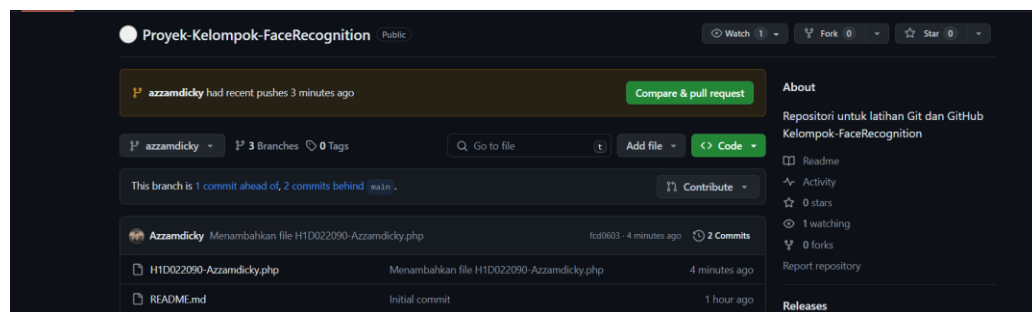 Proyek-Kelompok-FaceRecognition Public
Watch 1
Fork 0
Star 0
azzamdicky had recent pushes 3 minutes ago
Compare & pull request
azzamdicky
3 Branches
0 Tags
Go to file
t
Add file
Code
This branch is 1 commit ahead of, 2 commits behind main .
Contribute
Azzamdicky Menambahkan file H1D022090-Azzamdicky.php
fcd0603 · 4 minutes ago
2 Commits
H1D022090-Azzamdicky.php
Menambahkan file H1D022090-Azzamdicky.php
4 minutes ago
README.md
Initial commit
1 hour ago
About
Repositori untuk latihan Git dan GitHub
Kelompok-FaceRecognition
Readme
Activity
0 stars
1 watching
0 forks
Report repository
Releases